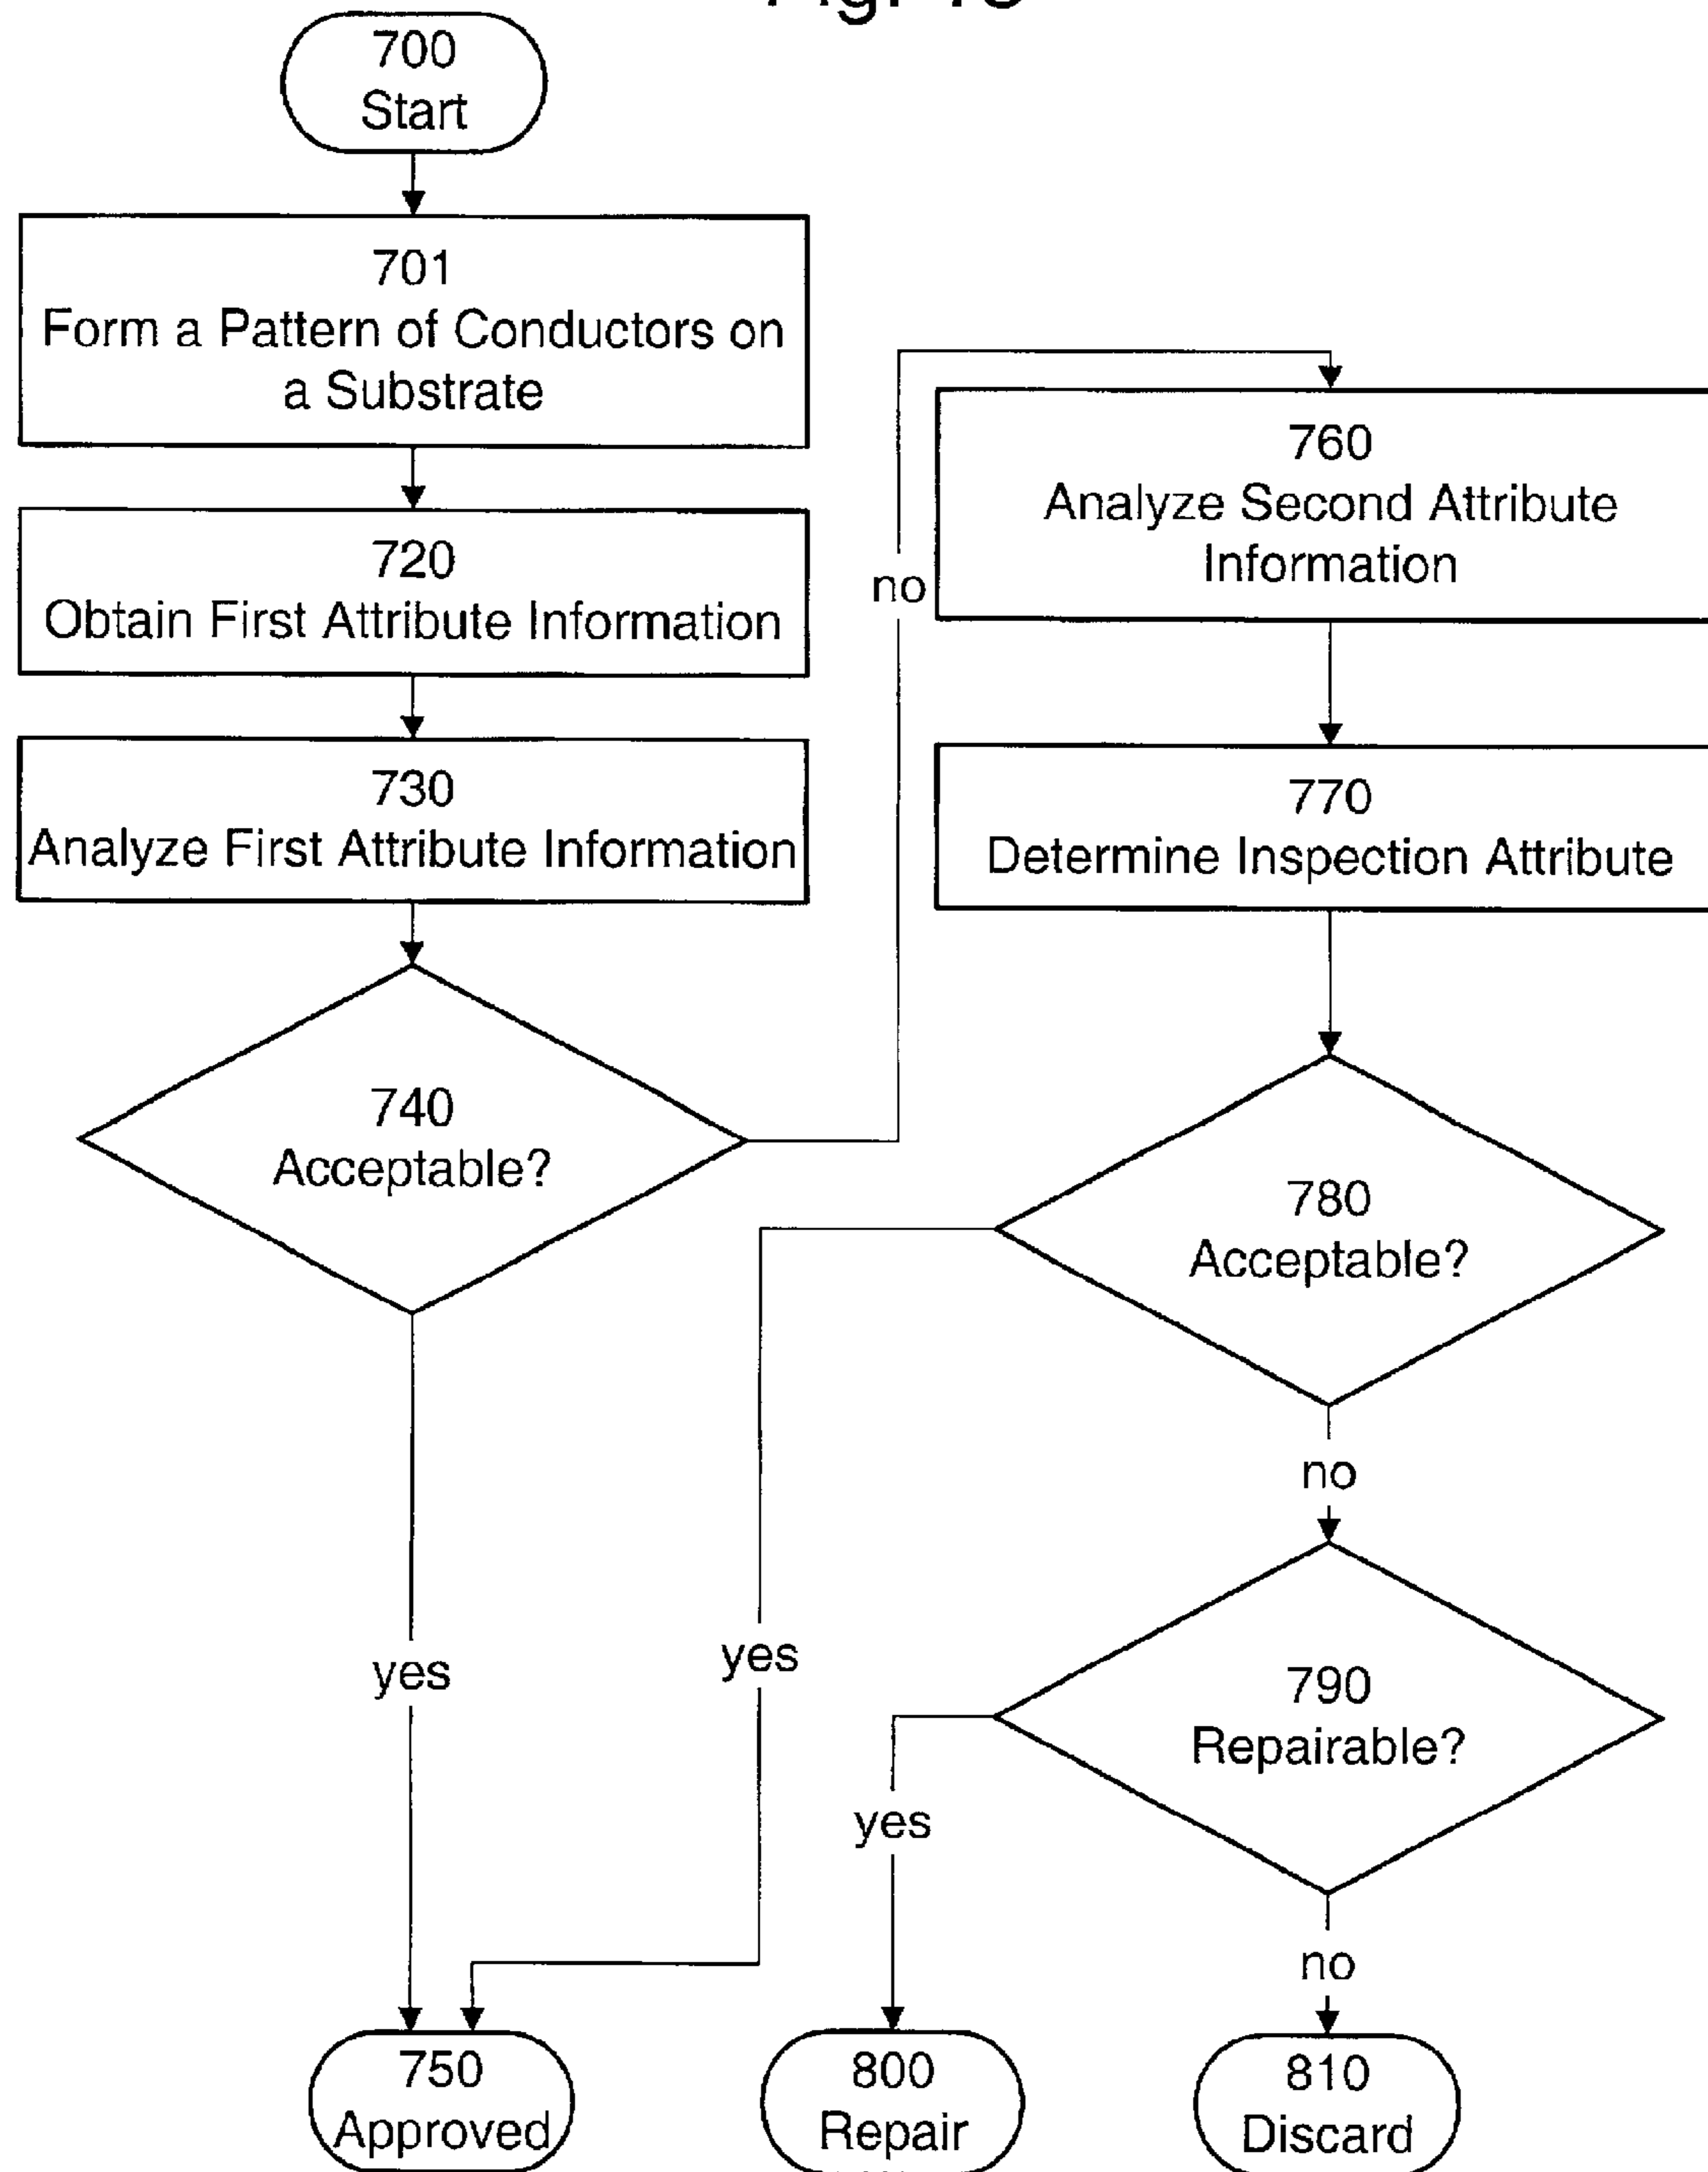 700
Start
701
Form a Pattern of Conductors on
a Substrate
720
Obtain First Attribute Information
730
Analyze First Attribute Information
740
Acceptable?
yes
no
760
Analyze Second Attribute
Information
770
Determine Inspection Attribute
780
Acceptable?
yes
no
790
Repairable?
yes
no
750
Approved
800
Repair
810
Discard